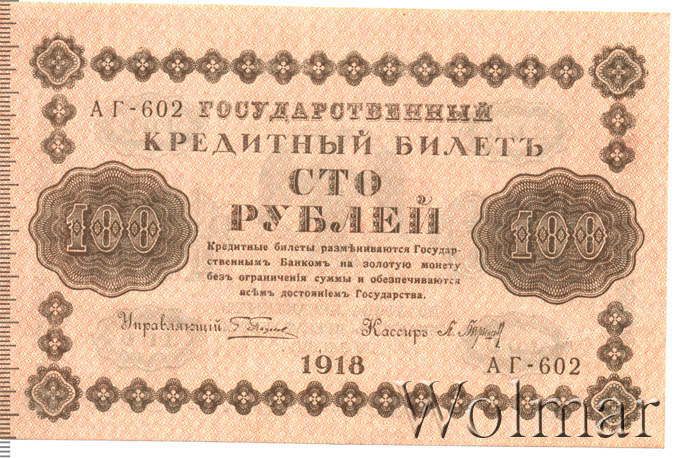 АГ-602 ГОСУДАРСТВЕННЫЙ
КРЕДИТНЫЙ БИЛЕТЪ
СТО
РУБЛЕЙ
100 100
Кредитные билеты размѣниваются Государ-
ственнымъ Банкомъ на золотую монету
безъ ограниченія суммы и обезпечиваются
всѣмъ достояніемъ Государства.
Управляющій Кассиръ
1918 АГ-602
Wolmar